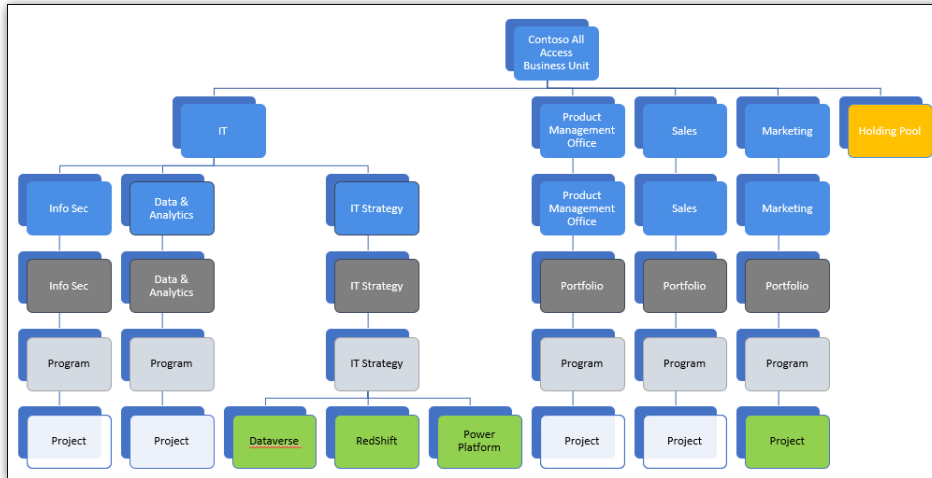 Contoso All
Access
Business Unit
IT
Product
Management
Office
Sales
Marketing
Holding Pool
Info Sec
Data &
Analytics
IT Strategy
Product
Management
Office
Sales
Marketing
Info Sec
Data &
Analytics
IT Strategy
Portfolio
Portfolio
Portfolio
Program
Program
IT Strategy
Program
Program
Program
Project
Project
Dataverse
RedShift
Power
Platform
Project
Project
Project